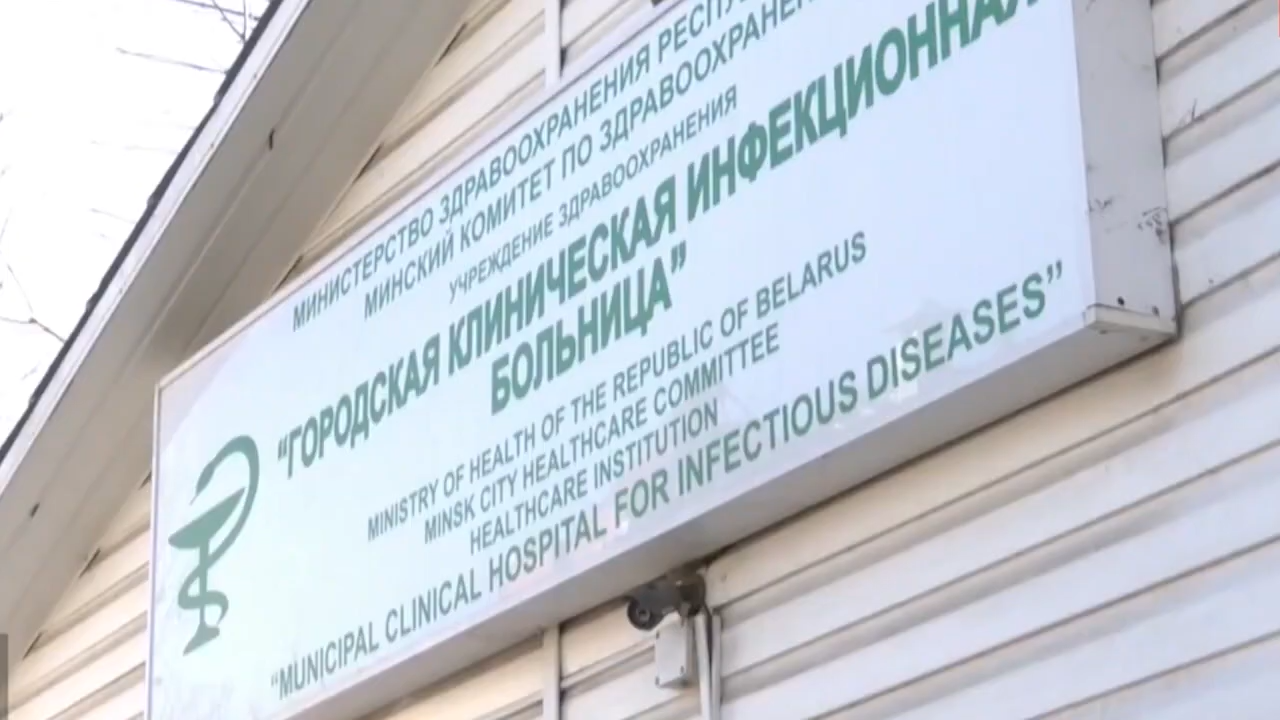 МИНИСТЕРСТВО ЗДРАВООХРАНЕНИЯ
МИНСКИЙ КОМИТЕТ ПО
УЧРЕЖДЕНИЕ ЗДРАВООХРАНЕНИЯ
"ГОРОДСКАЯ КЛИНИЧЕСКАЯ ИНФЕКЦИОННАЯ
БОЛЬНИЦА"
MINISTRY OF HEALTH OF THE REPUBLIC OF BELARUS
MINSK CITY HEALTHCARE COMMITTEE
HEALTHCARE INSTITUTION
"MUNICIPAL CLINICAL HOSPITAL FOR INFECTIOUS DISEASES"